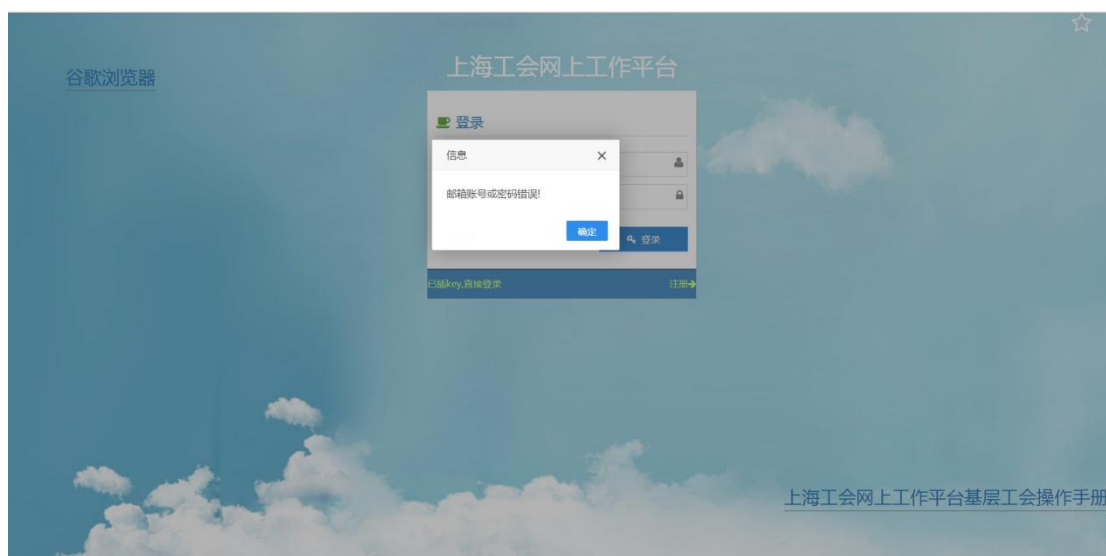 谷歌浏览器
上海工会网上工作平台
登录
信息
邮箱账号或密码错误!
确定
登录
已插key,直接登录
注册
上海工会网上工作平台基层工会操作手册